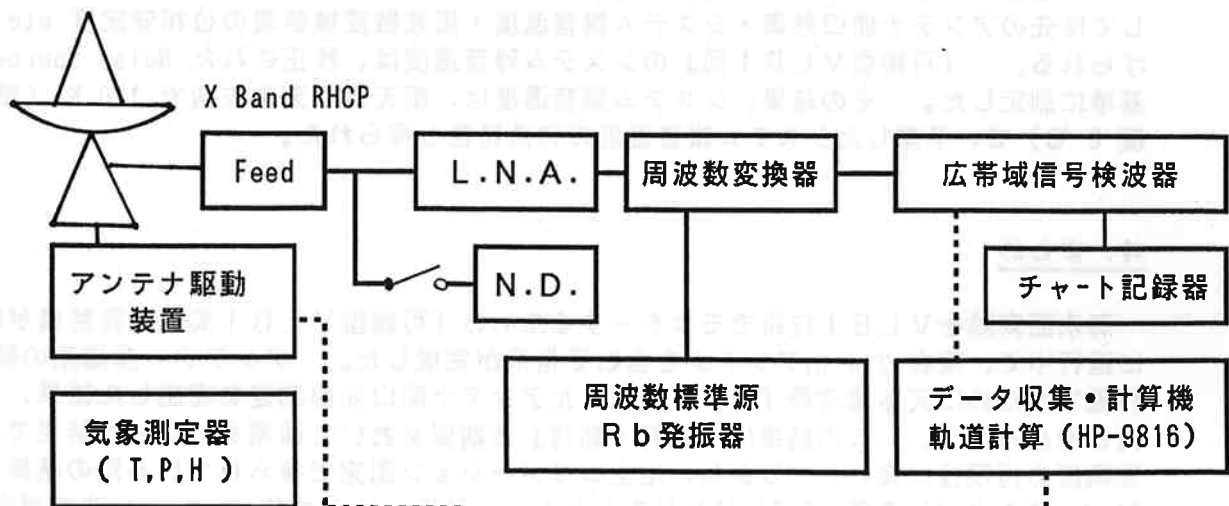 Band RHCP
Feed
L.N.A.
周波数変換器
広帯域信号検波器
N.D.
チャート記録器
アンテナ駆動
装置
周波数標準源
Rb発振器
データ収集・計算機
軌道計算(HP-9816)
気象測定器
(T,P,H)